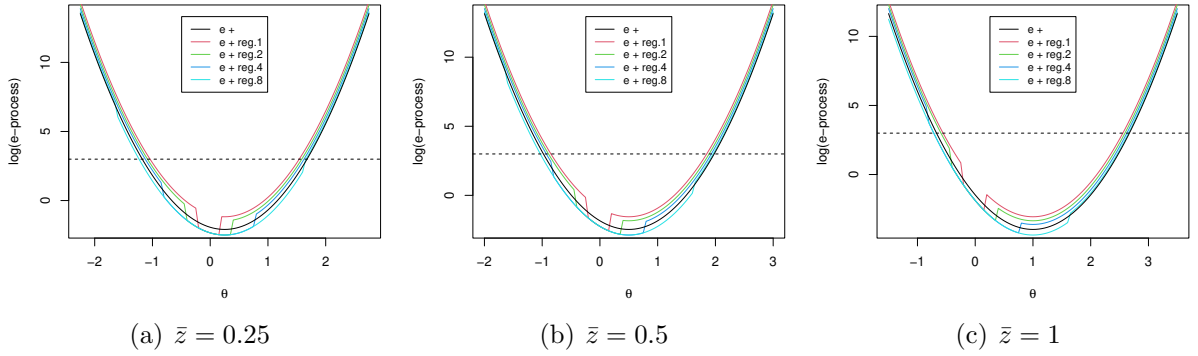 log(e−process)
10
5
0
e +
e + reg.1
e + reg.2
e + reg.4
e + reg.8
−2 −1 0 1 2
θ
(a) z̄ = 0.25
log(e−process)
10
5
0
e +
e + reg.1
e + reg.2
e + reg.4
e + reg.8
−2 −1 0 1 2 3
θ
(b) z̄ = 0.5
log(e−process)
10
5
0
e +
e + reg.1
e + reg.2
e + reg.4
e + reg.8
−1 0 1 2 3
θ
(c) z̄ = 1